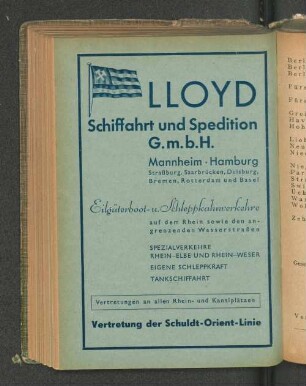 LLOYD
Schiffahrt und Spedition
G.m.b.H.
Mannheim · Hamburg
Straßburg, Saarbrücken, Duisburg,
Bremen, Rotterdam und Basel
Eilgüterboot- u. Schleppkahnverkehre
auf dem Rhein sowie den an-
grenzenden Wasserstraßen
SPEZIALVERKEHRE
RHEIN-ELBE UND RHEIN-WESER
EIGENE SCHLEPPKRAFT
TANKSCHIFFAHRT
Vertretungen an allen Rhein- und Kanalplätzen
Vertretung der Schuldt-Orient-Linie